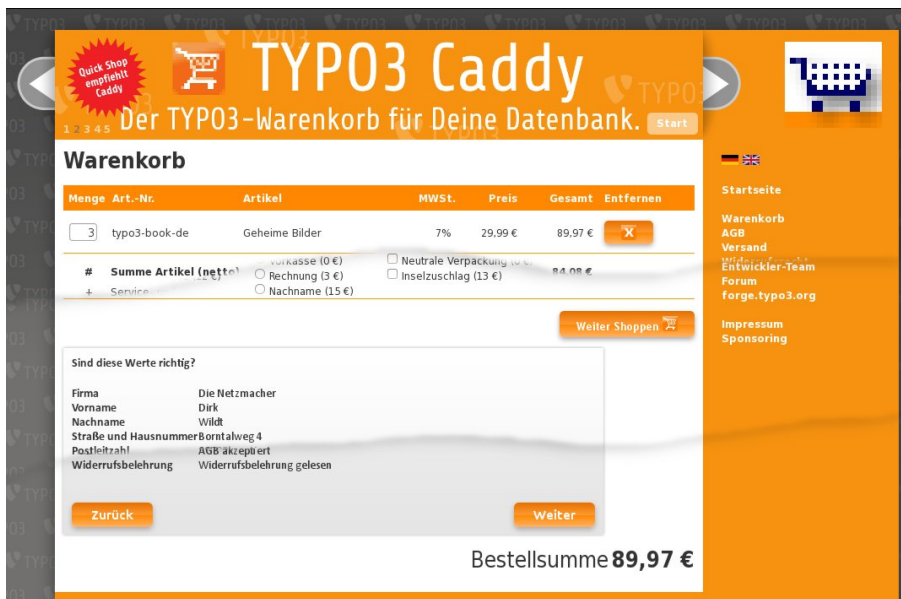 Quick Shop
empfiehlt
Caddy
TYPO3 Caddy
1 2 3 4 5
Der TYPO3-Warenkorb für Deine Datenbank.
Start
Warenkorb
Menge Art.-Nr. Artikel MWSt. Preis Gesamt Entfernen
3 typo3-book-de Geheime Bilder 7% 29,99 € 89,97 € X
Vorkasse (0 €) Neutrale Verpackung
# Summe Artikel (netto) Rechnung (3 €) Inselzuschlag (13 €) 84,08 €
+ Service Nachname (15 €)
Weiter Shoppen
Sind diese Werte richtig?
Firma Die Netzmacher
Vorname Dirk
Nachname Wildt
Straße und Hausnummer Borntalweg 4
Postleitzahl AGB akzeptiert
Widerrufsbelehrung Widerrufsbelehrung gelesen
Zurück Weiter
Bestellsumme 89,97 €
Startseite
Warenkorb
AGB
Versand
Widerrufsrecht
Entwickler-Team
Forum
forge.typo3.org
Impressum
Sponsoring